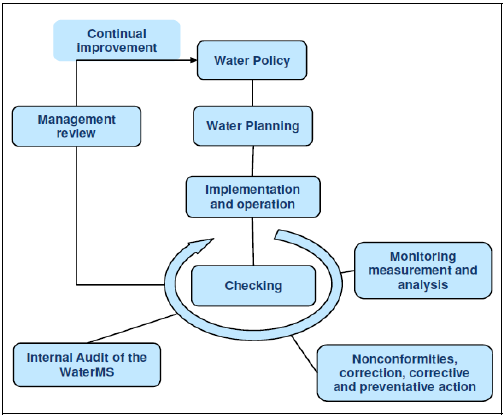 Continual
Improvement
Water Policy
Management
review
Water Planning
Implementation
and operation
Checking
Monitoring
measurement and
analysis
Internal Audit of the
WaterMS
Nonconformities,
correction, corrective
and preventative action